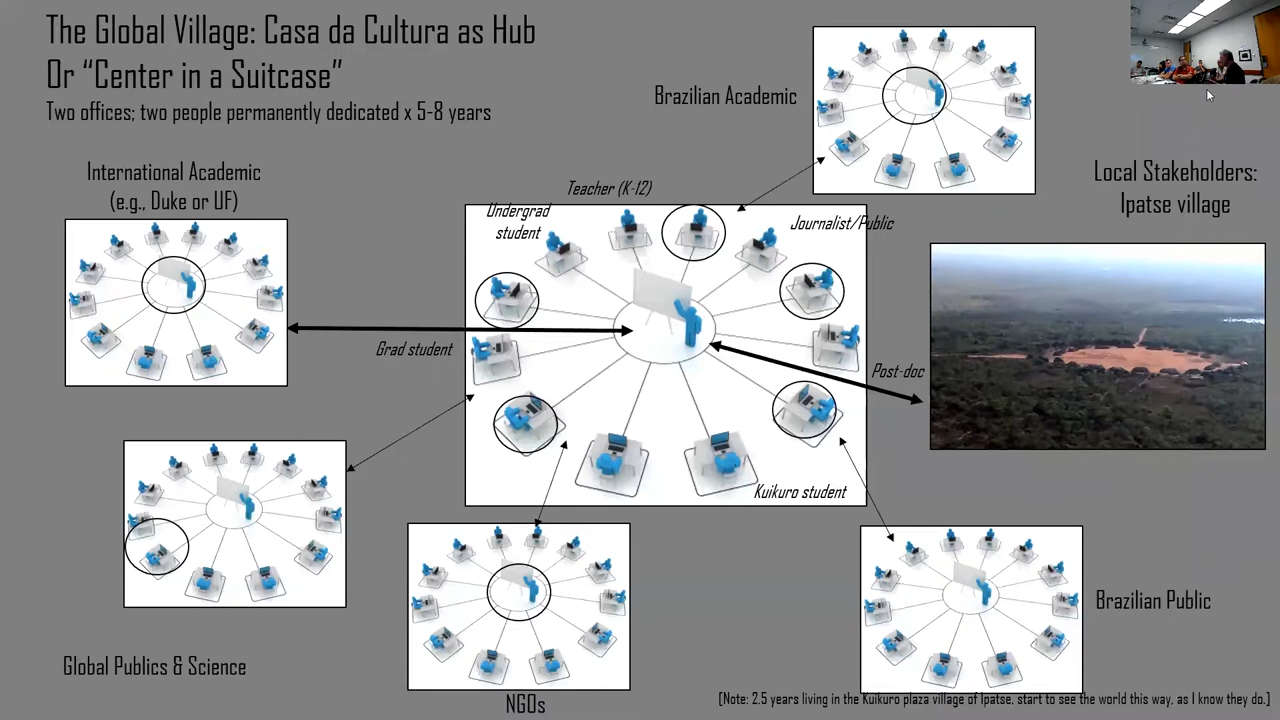 The Global Village: Casa da Cultura as Hub
Or “Center in a Suitcase”
Two offices; two people permanently dedicated x 5-8 years
Brazilian Academic
International Academic
(e.g., Duke or UF)
Local Stakeholders:
Ipatse village
Teacher (K-12)
Undergrad
student
Journalist/Public
Grad student
Post-doc
Kuikuro student
Brazilian Public
Global Publics & Science
NGOs
[Note: 2.5 years living in the Kuikuro plaza village of Ipatse, start to see the world this way, as I know they do.]